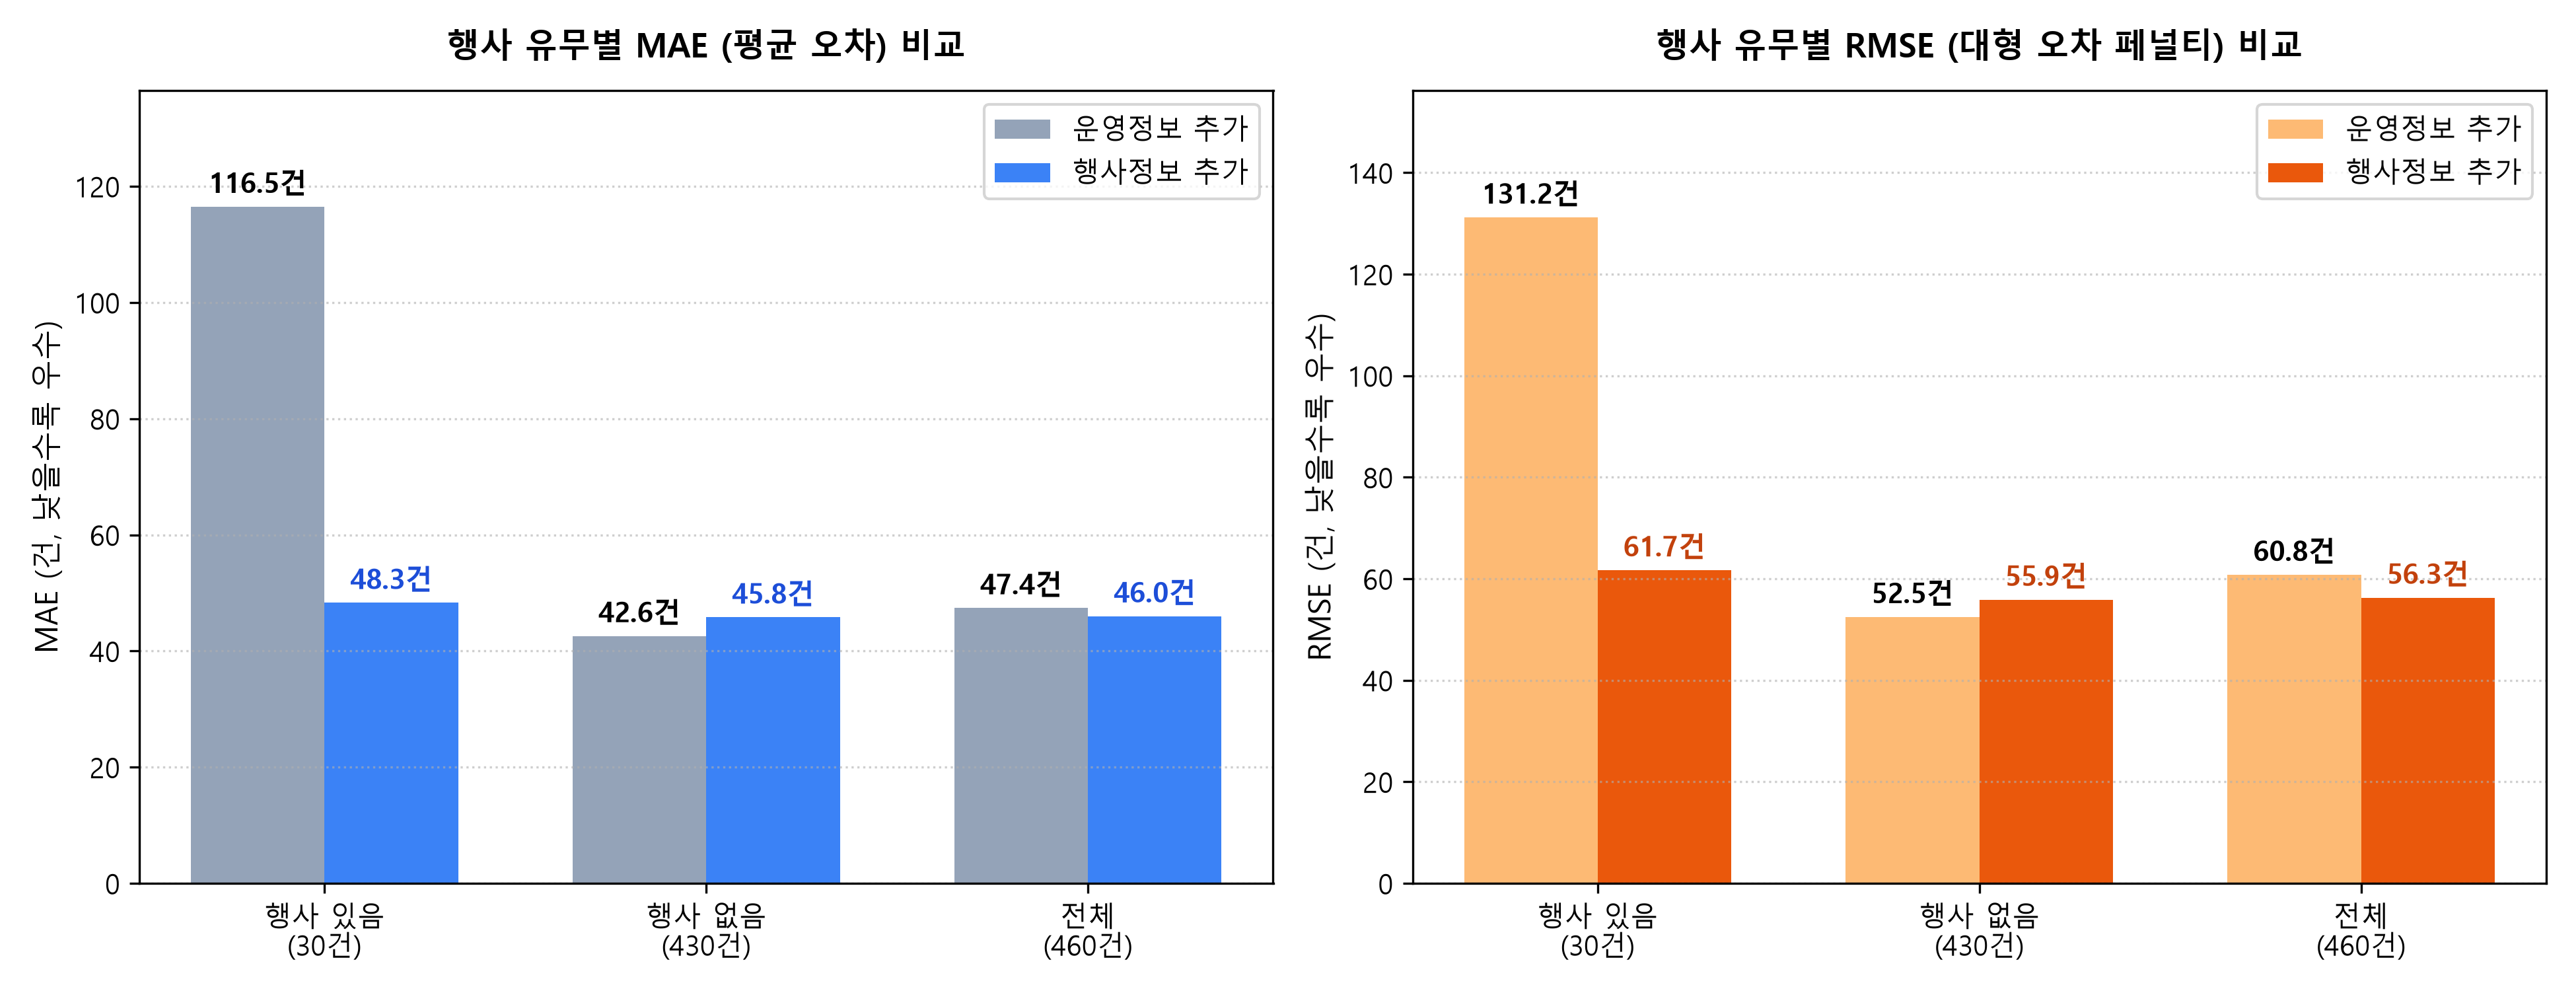 행사 유무별 MAE (평균 오차) 비교
MAE (건, 낮을수록 우수)
120
100
80
60
40
20
0
운영정보 추가
행사정보 추가
116.5건
48.3건
42.6건
45.8건
47.4건
46.0건
행사 있음
(30건)
행사 없음
(430건)
전체
(460건)
행사 유무별 RMSE (대형 오차 페널티) 비교
RMSE (건, 낮을수록 우수)
140
120
100
80
60
40
20
0
운영정보 추가
행사정보 추가
131.2건
61.7건
52.5건
55.9건
60.8건
56.3건
행사 있음
(30건)
행사 없음
(430건)
전체
(460건)